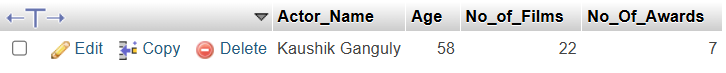 Actor_Name Age No_of_Films No_Of_Awards
Edit Copy Delete Kaushik Ganguly 58 22 7